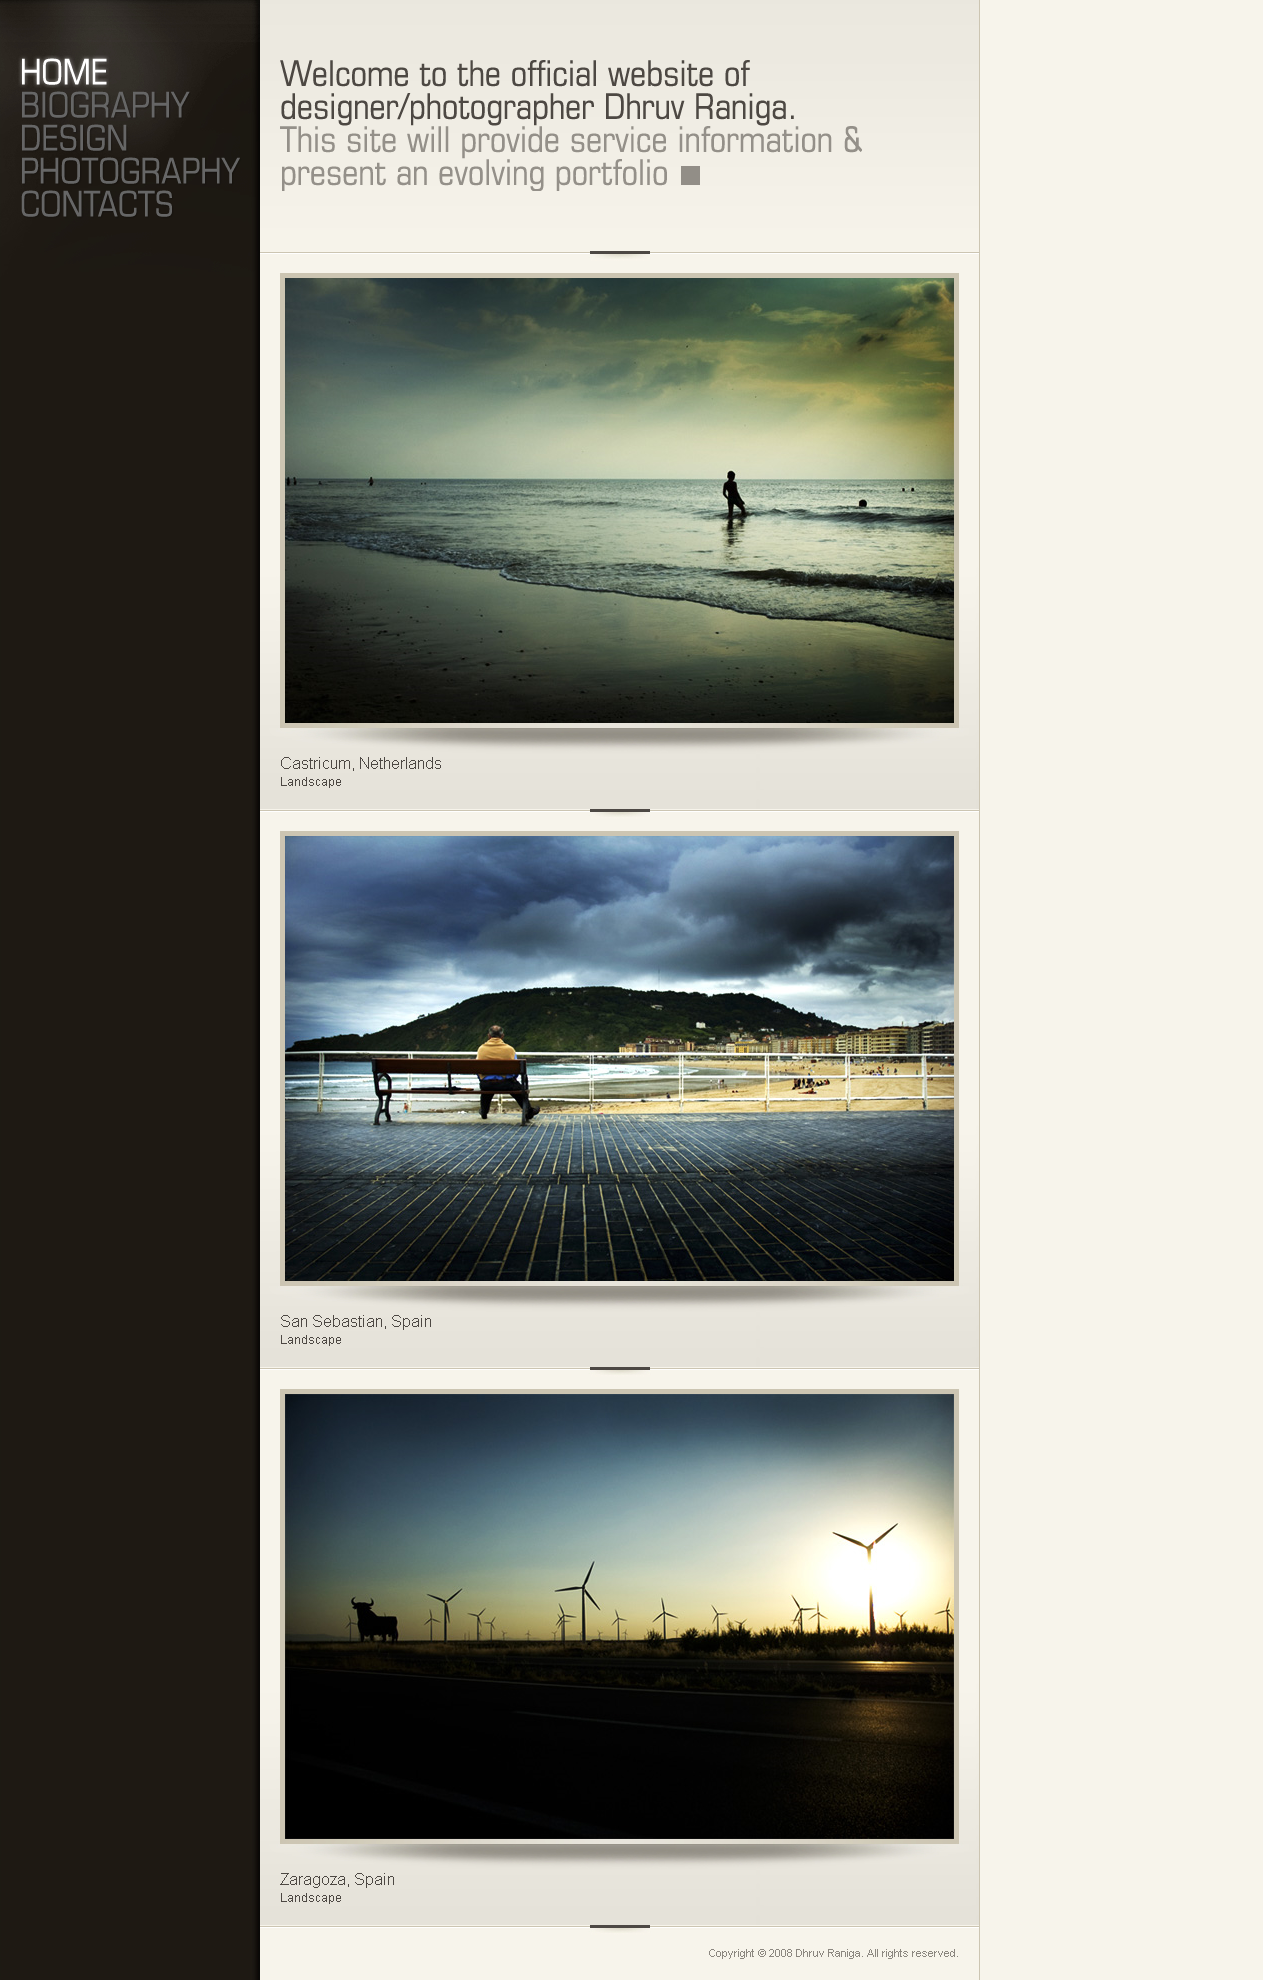 HOME
BIOGRAPHY
DESIGN
PHOTOGRAPHY
CONTACTS
Welcome to the official website of
designer/photographer Dhruv Raniga.
This site will provide service information &
present an evolving portfolio
Castricum, Netherlands
Landscape
San Sebastian, Spain
Landscape
Zaragoza, Spain
Landscape
Copyright © 2008 Dhruv Raniga. All rights reserved.